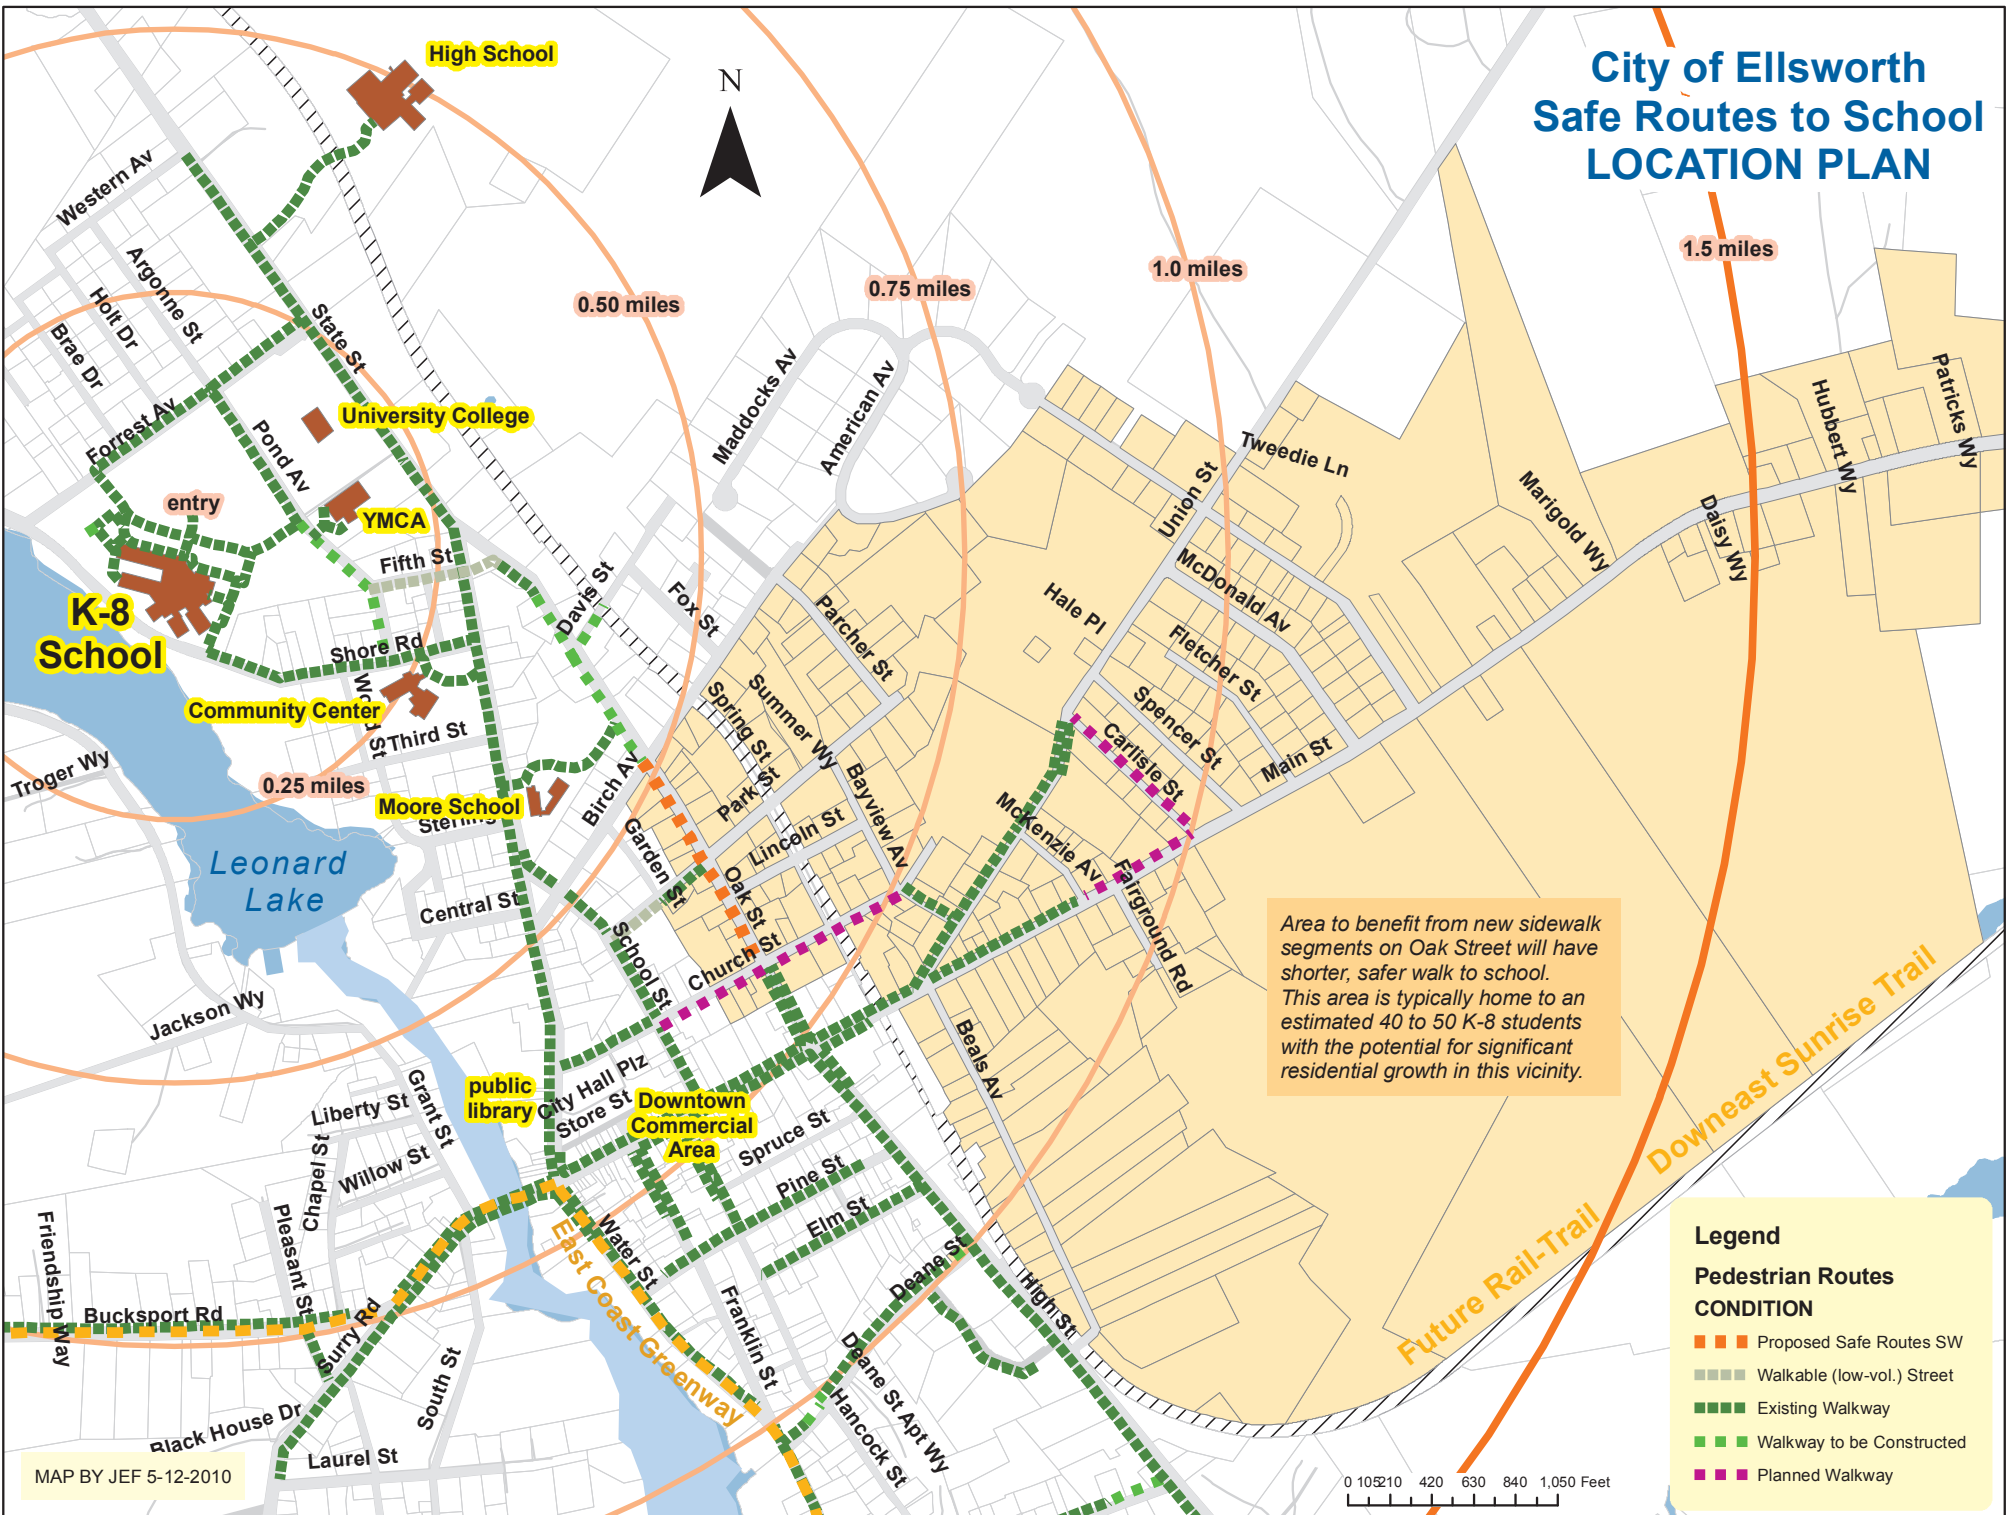 City of Ellsworth
Safe Routes to School
LOCATION PLAN
High School
N
Western Av
Argonne St
Holt Dr
Brae Dr
State St
0.50 miles
0.75 miles
1.0 miles
1.5 miles
Forrest Av
Pond Av
University College
Maddocks Av
American Av
Tweedie Ln
Union St
Hubbert Wy
Patricks Wy
Marigold Wy
Daisy Wy
entry
YMCA
Fifth St
Davis St
Fox St
Parcher St
Hale Pl
McDonald Av
Fletcher St
K-8
School
Shore Rd
Wood St
Community Center
Third St
Spring St
Summer Wy
Spencer St
Carlisle St
Main St
Troger Wy
0.25 miles
Moore School
Sterling
Birch Av
Park St
Bayview Av
Lincoln St
McKenzie Av
Garden St
Oak St
Fairground Rd
Leonard
Lake
Central St
School St
Church St
Area to benefit from new sidewalk
segments on Oak Street will have
shorter, safer walk to school.
This area is typically home to an
estimated 40 to 50 K-8 students
with the potential for significant
residential growth in this vicinity.
Jackson Wy
Beals Av
Grant St
public
library
City Hall Plz
Store St
Downtown
Commercial
Area
Spruce St
Liberty St
Chapel St
Willow St
Pine St
Elm St
Pleasant St
Friendship Way
Bucksport Rd
Surry Rd
Water St
East Coast Greenway
Franklin St
Deane St
High St
Deane St Apt Wy
Hancock St
South St
Black House Dr
Laurel St
Future Rail-Trail
Downeast Sunrise Trail
MAP BY JEF 5-12-2010
0 105 210 420 630 840 1,050 Feet
Legend
Pedestrian Routes
CONDITION
Proposed Safe Routes SW
Walkable (low-vol.) Street
Existing Walkway
Walkway to be Constructed
Planned Walkway